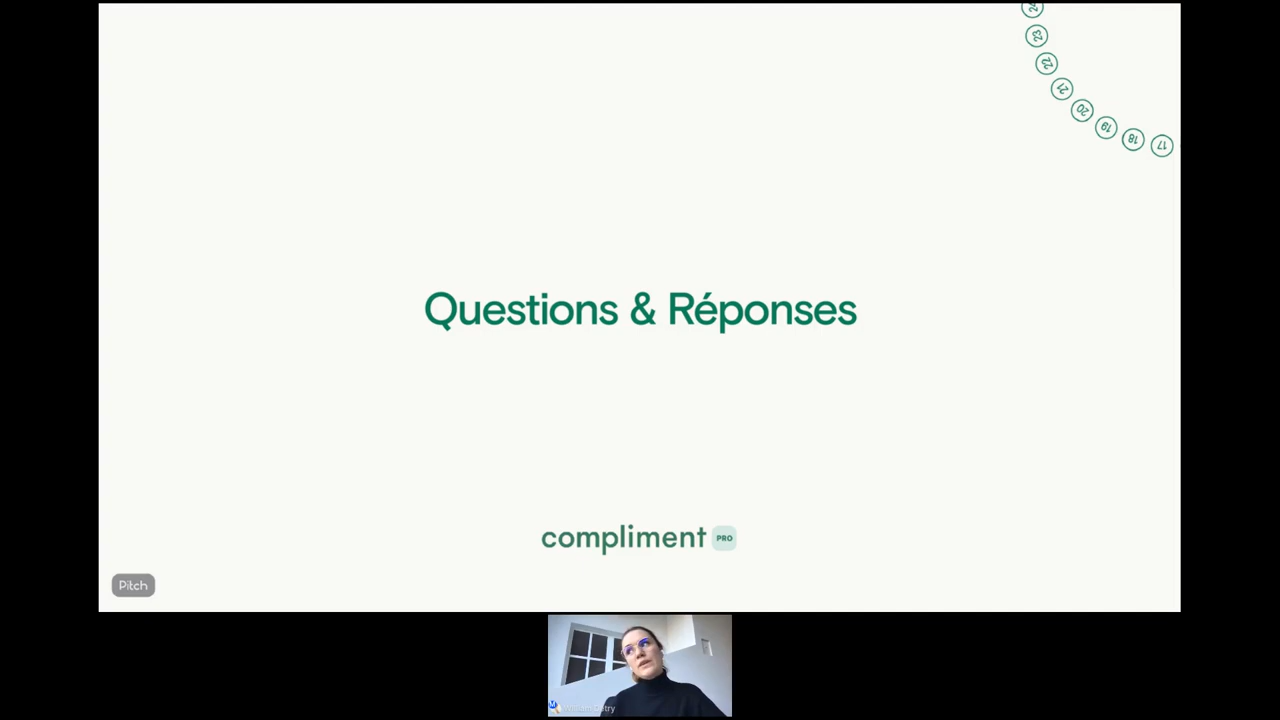 24
23
22
21
20
19
18
17
Questions & Réponses
compliment PRO
Pitch